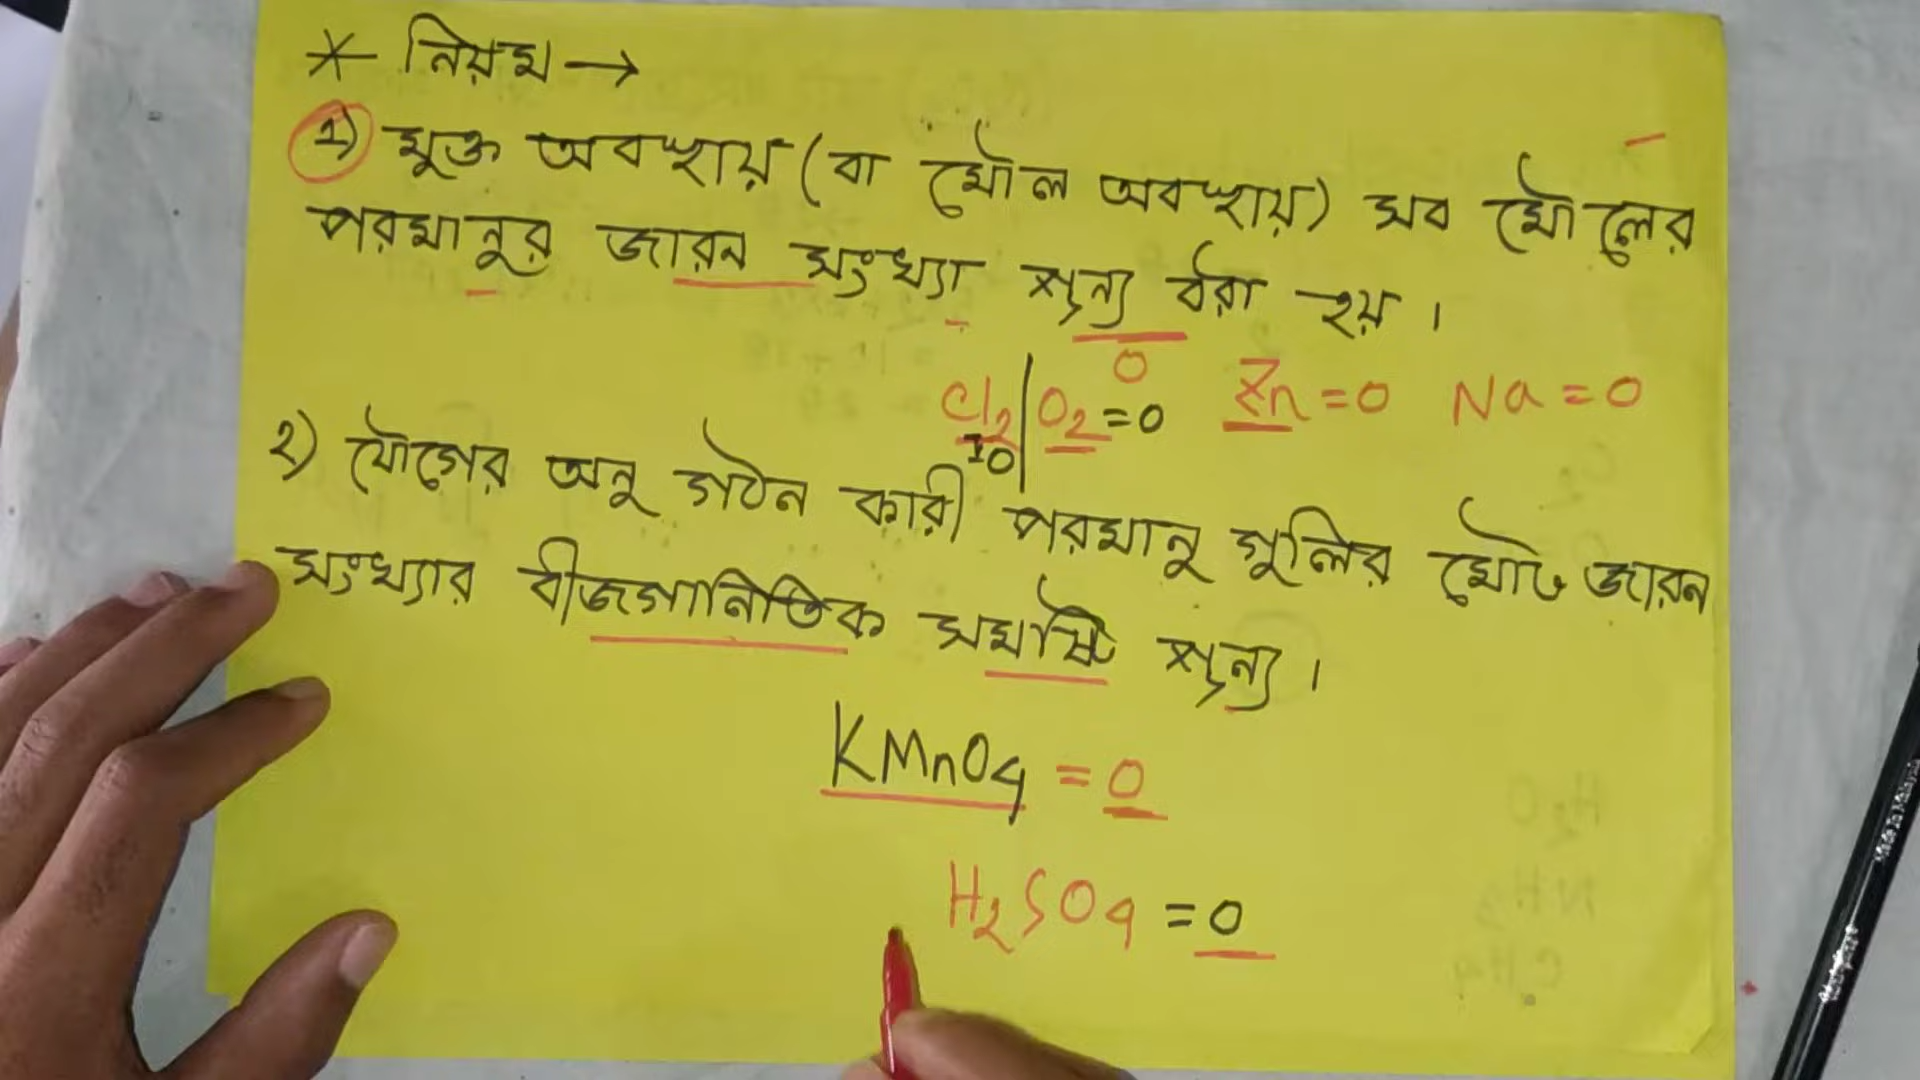 * নিয়ম →
১) মুক্ত অবস্থায় (বা মৌল অবস্থায়) সব মৌলের
পরমানুর জারন সংখ্যা শূন্য ধরা হয়।
0
Cl₂ | O₂ = 0 Zn = 0 Na = 0
২) যৌগের অনু গঠন কারী পরমানু গুলির মোট জারন
সংখ্যার বীজগানিতিক সমষ্টি শূন্য।
KMnO₄ = 0
H₂SO₄ = 0